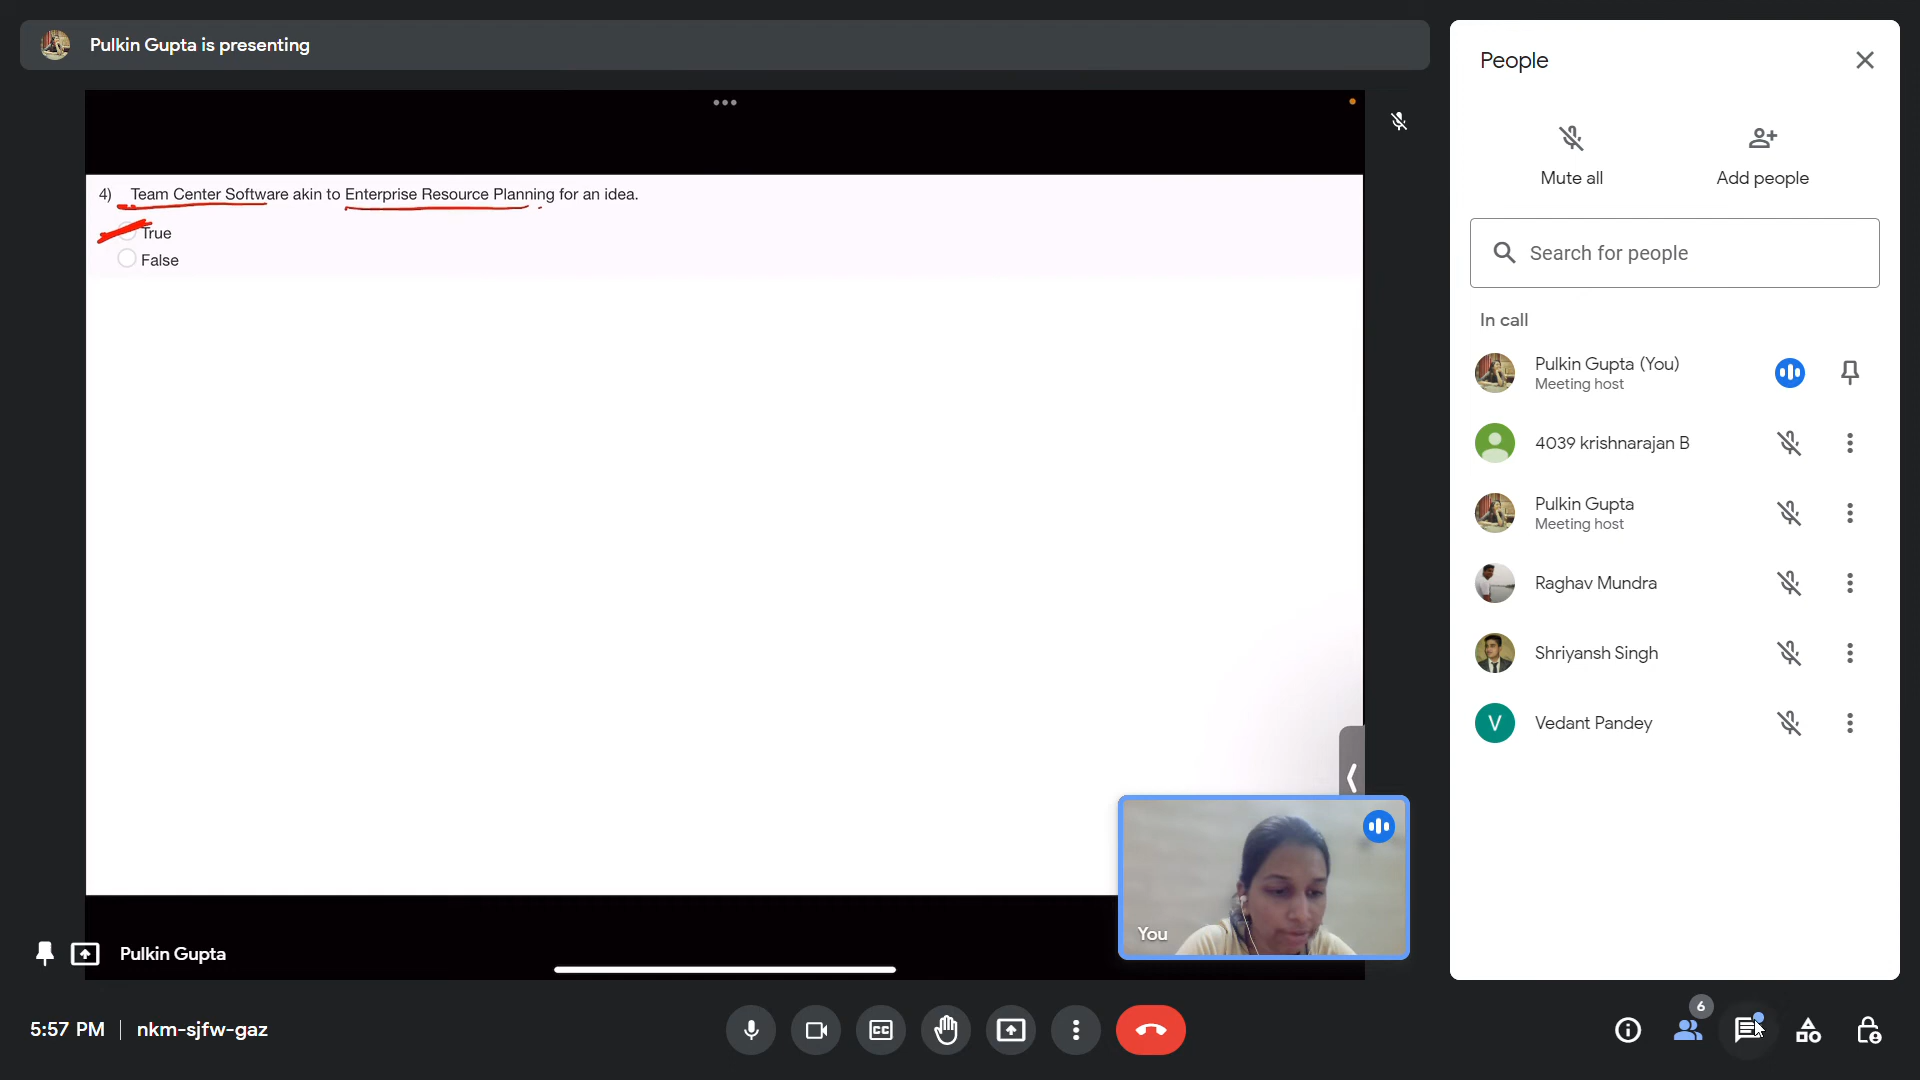 Pulkin Gupta is presenting
4) Team Center Software akin to Enterprise Resource Planning for an idea.
True
False
You
Pulkin Gupta
5:57 PM | nkm-sjfw-gaz
CC
People
Mute all
Add people
Search for people
In call
Pulkin Gupta (You)
Meeting host
4039 krishnarajan B
Pulkin Gupta
Meeting host
Raghav Mundra
Shriyansh Singh
V
Vedant Pandey
6